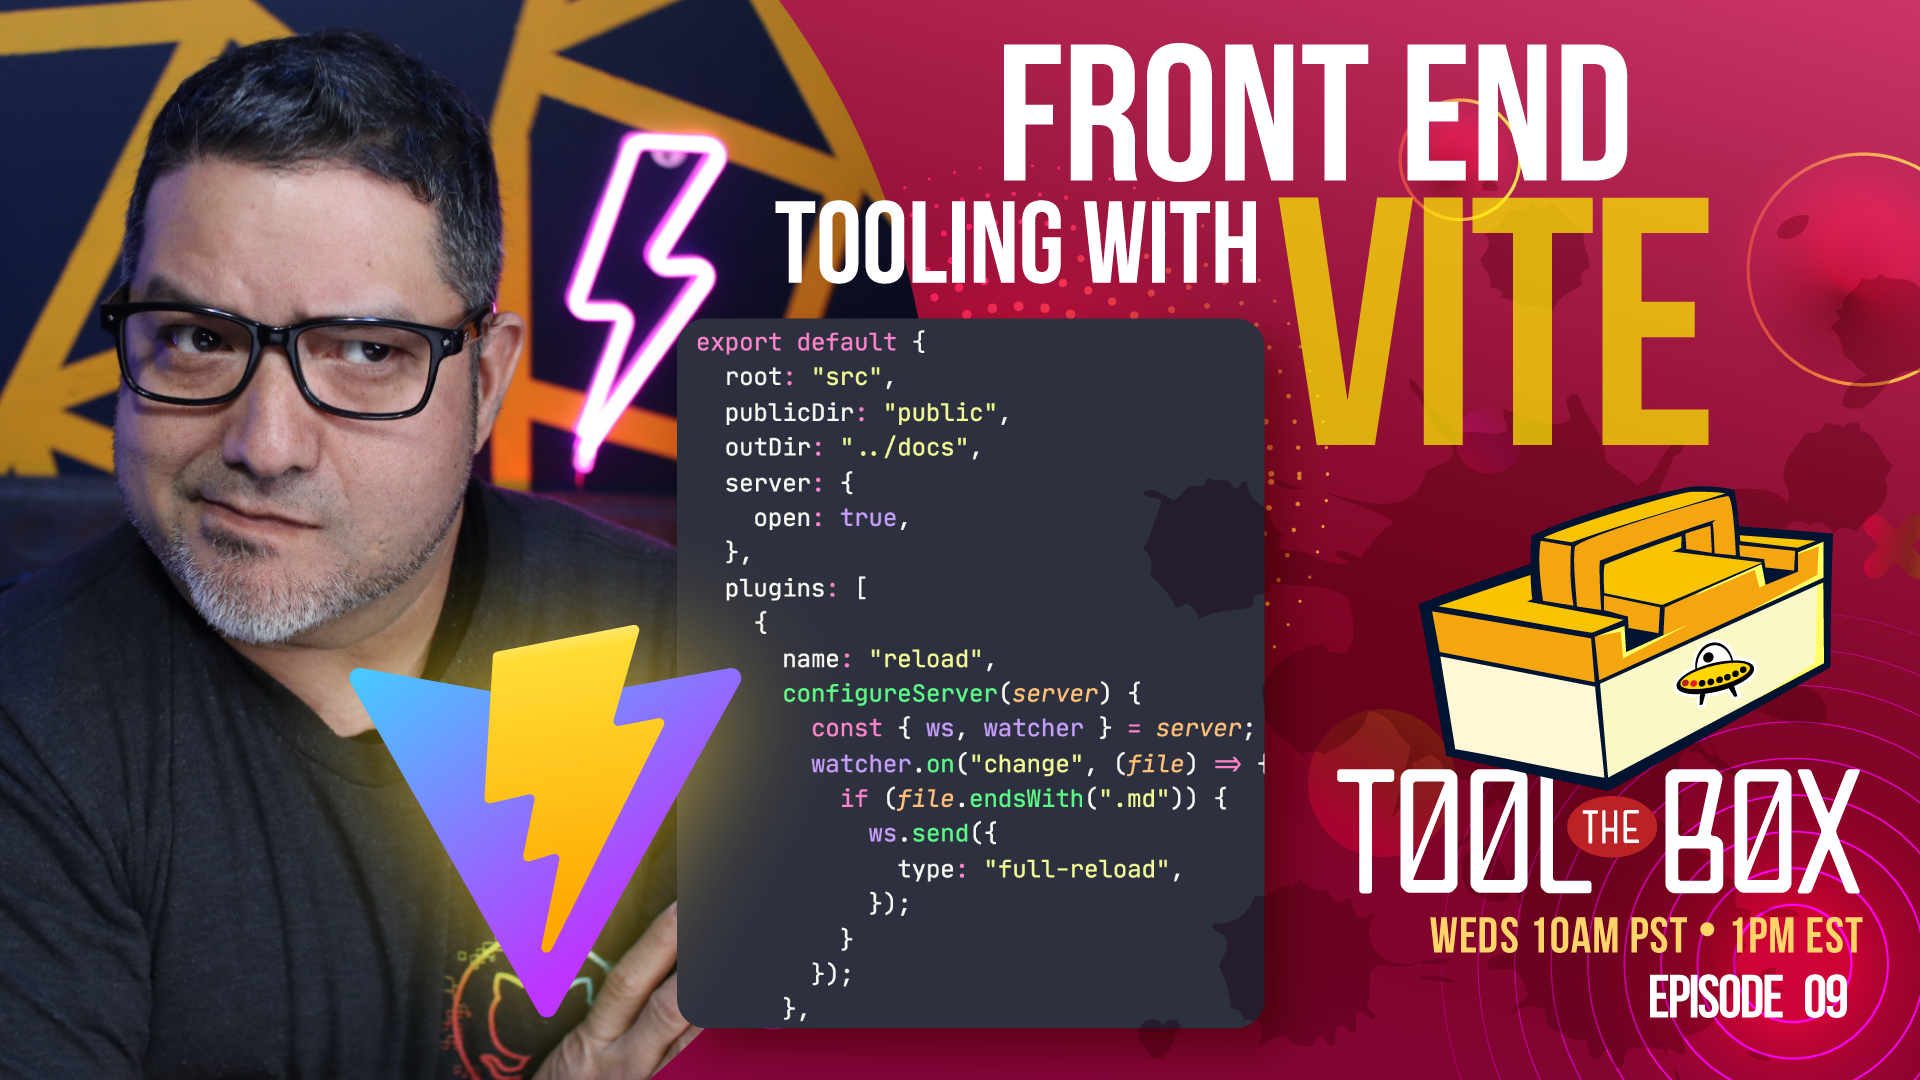 FRONT END
TOOLING WITH VITE
export default {
root: "src",
publicDir: "public",
outDir: "../docs",
server: {
open: true,
},
plugins: [
{
name: "reload",
configureServer(server) {
const { ws, watcher } = server;
watcher.on("change", (file) => {
if (file.endsWith(".md")) {
ws.send({
type: "full-reload",
});
}
});
},
TOOL THE BOX
WEDS 10AM PST • 1PM EST
EPISODE 09